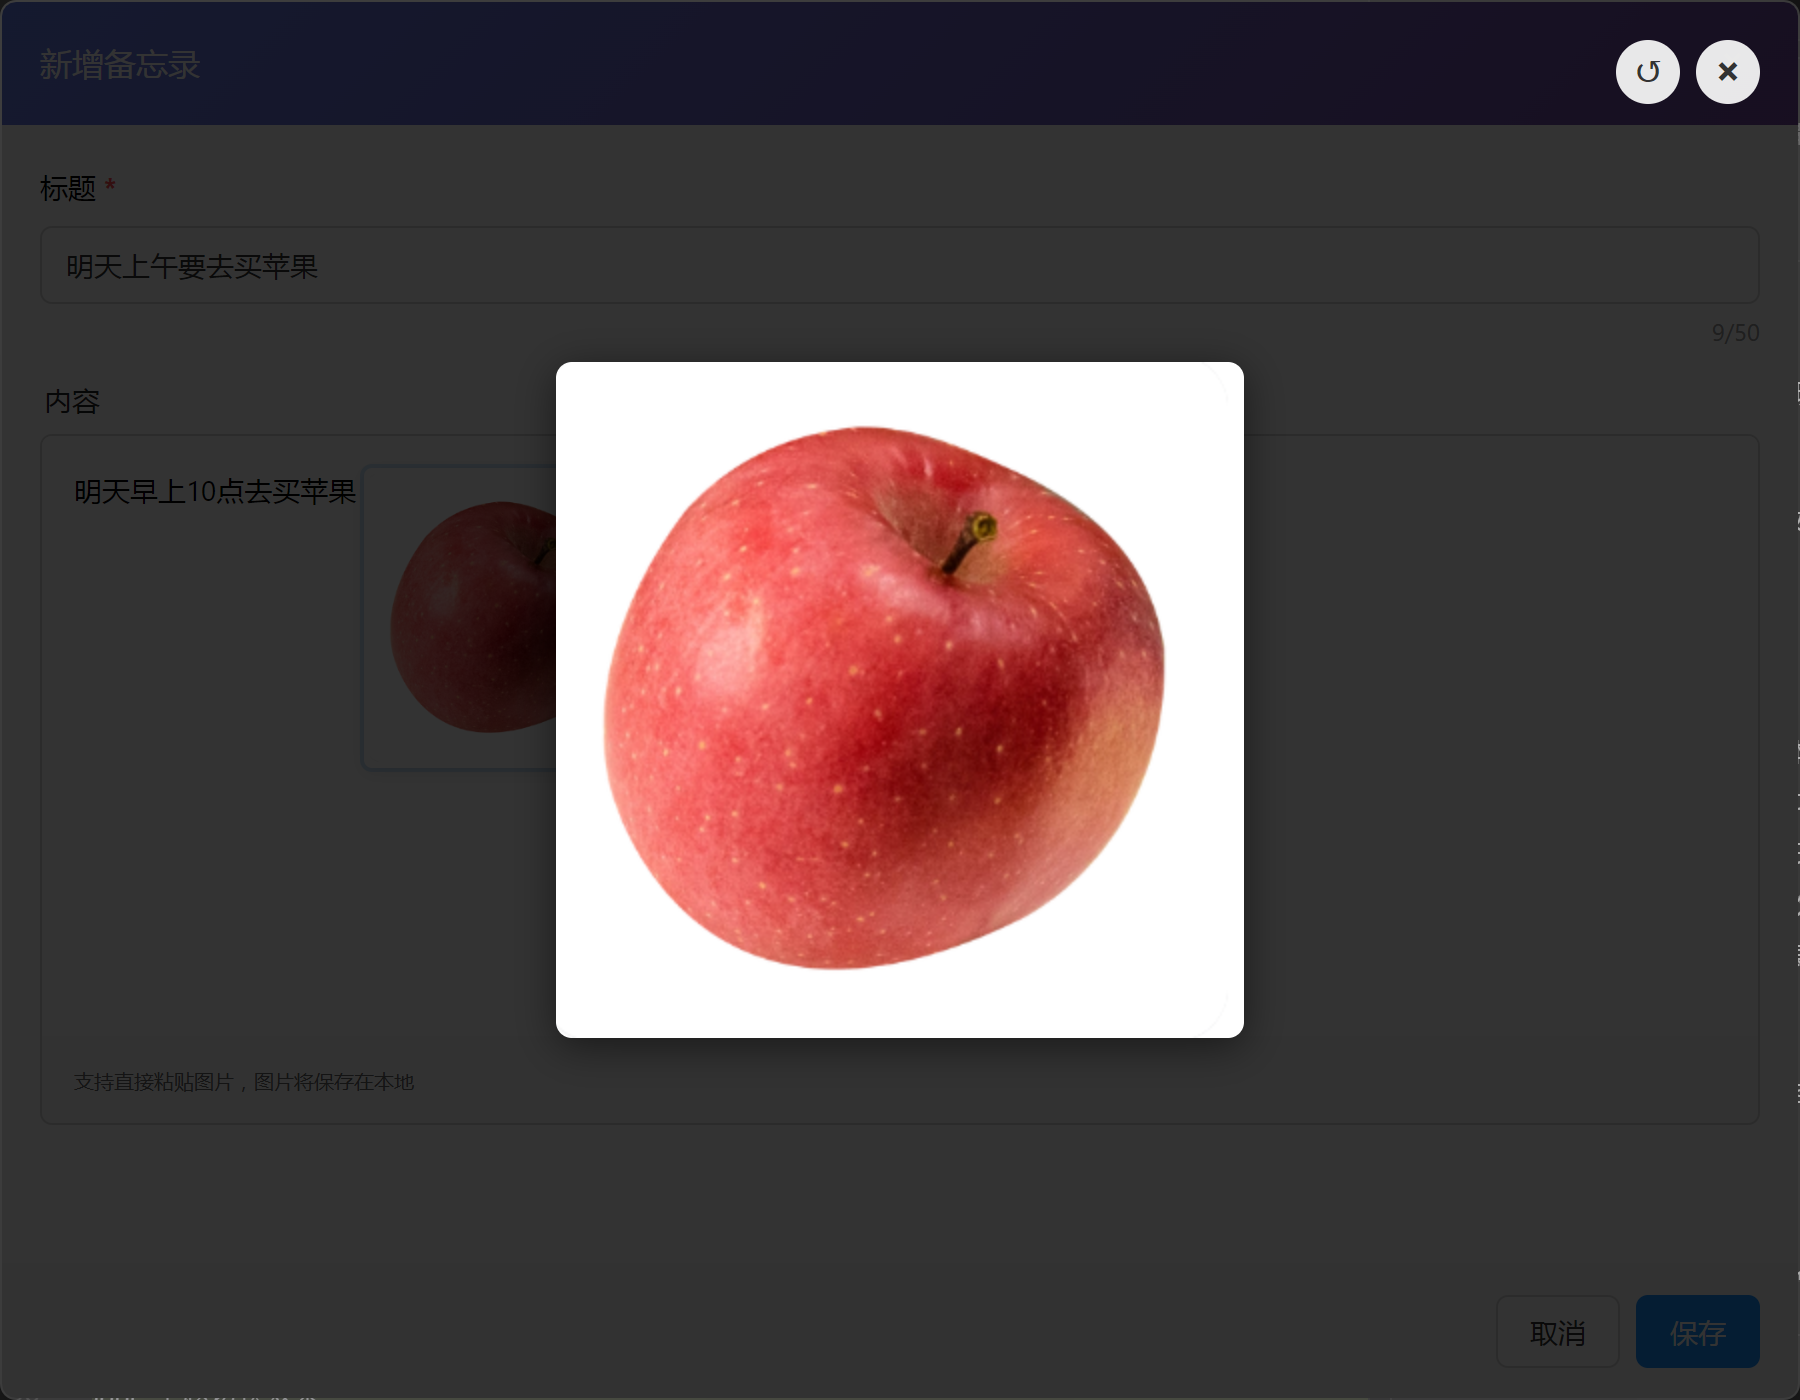 新增备忘录
标题 *
明天上午要去买苹果
9/50
内容
明天早上10点去买苹果
支持直接粘贴图片，图片将保存在本地
取消
保存